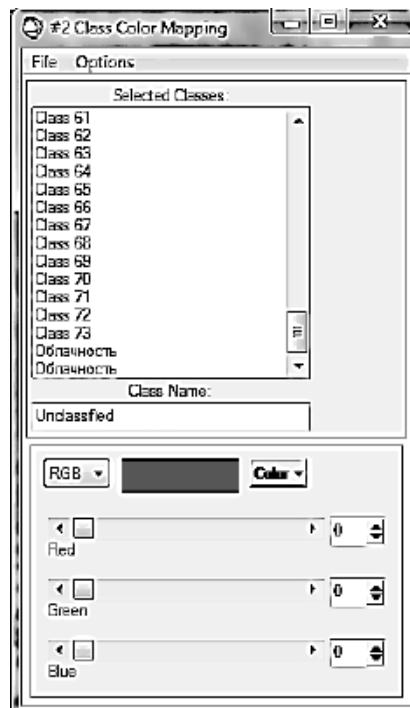 #2 Class Color Mapping
File Options
Selected Classes:
Class 61
Class 62
Class 63
Class 64
Class 65
Class 66
Class 67
Class 68
Class 69
Class 70
Class 71
Class 72
Class 73
Облачность
Облачность
Class Name:
Unclassfied
RGB Color
0
Red
0
Green
0
Blue